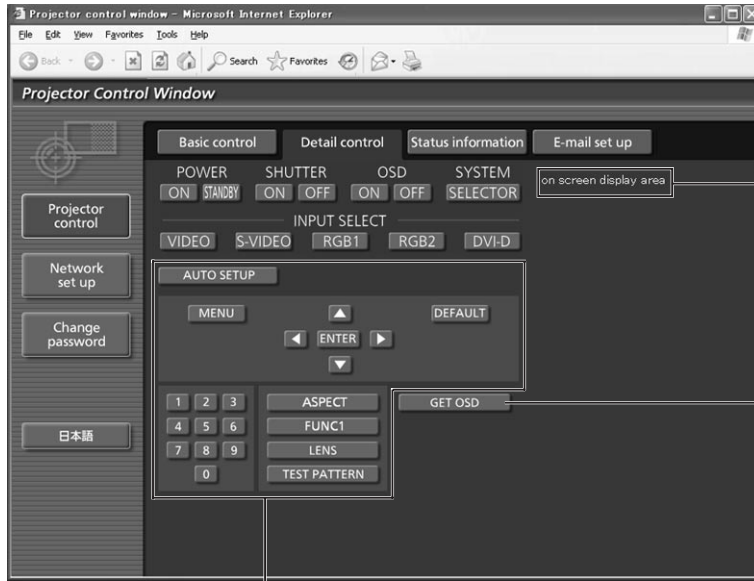 Projector control window - Microsoft Internet Explorer
File Edit View Favorites Tools Help
Back Search Favorites
Projector Control Window
Basic control Detail control Status information E-mail set up
POWER SHUTTER OSD SYSTEM
ON STANDBY ON OFF ON OFF SELECTOR
on screen display area
Projector
control
INPUT SELECT
VIDEO S-VIDEO RGB1 RGB2 DVI-D
Network
set up
AUTO SETUP
MENU DEFAULT
ENTER
Change
password
1 2 3 ASPECT GET OSD
4 5 6 FUNC1
日本語
7 8 9 LENS
0 TEST PATTERN